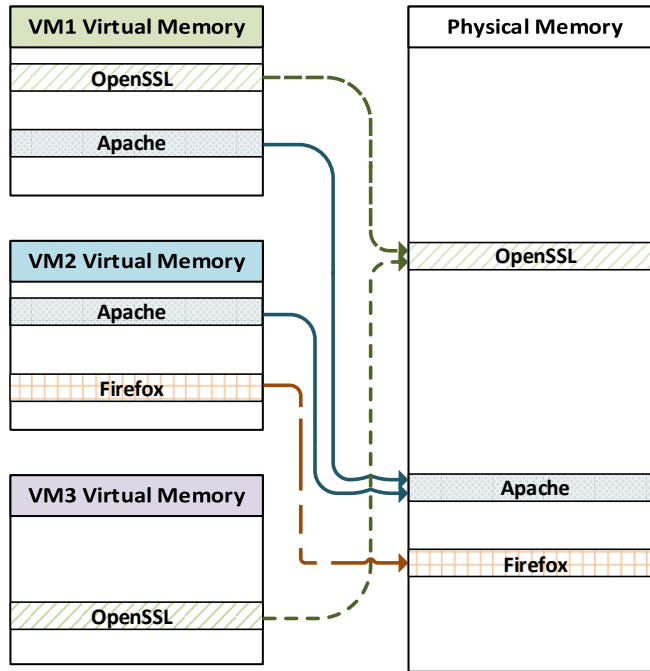 VM1 Virtual Memory
OpenSSL
Apache
VM2 Virtual Memory
Apache
Firefox
VM3 Virtual Memory
OpenSSL
Physical Memory
OpenSSL
Apache
Firefox